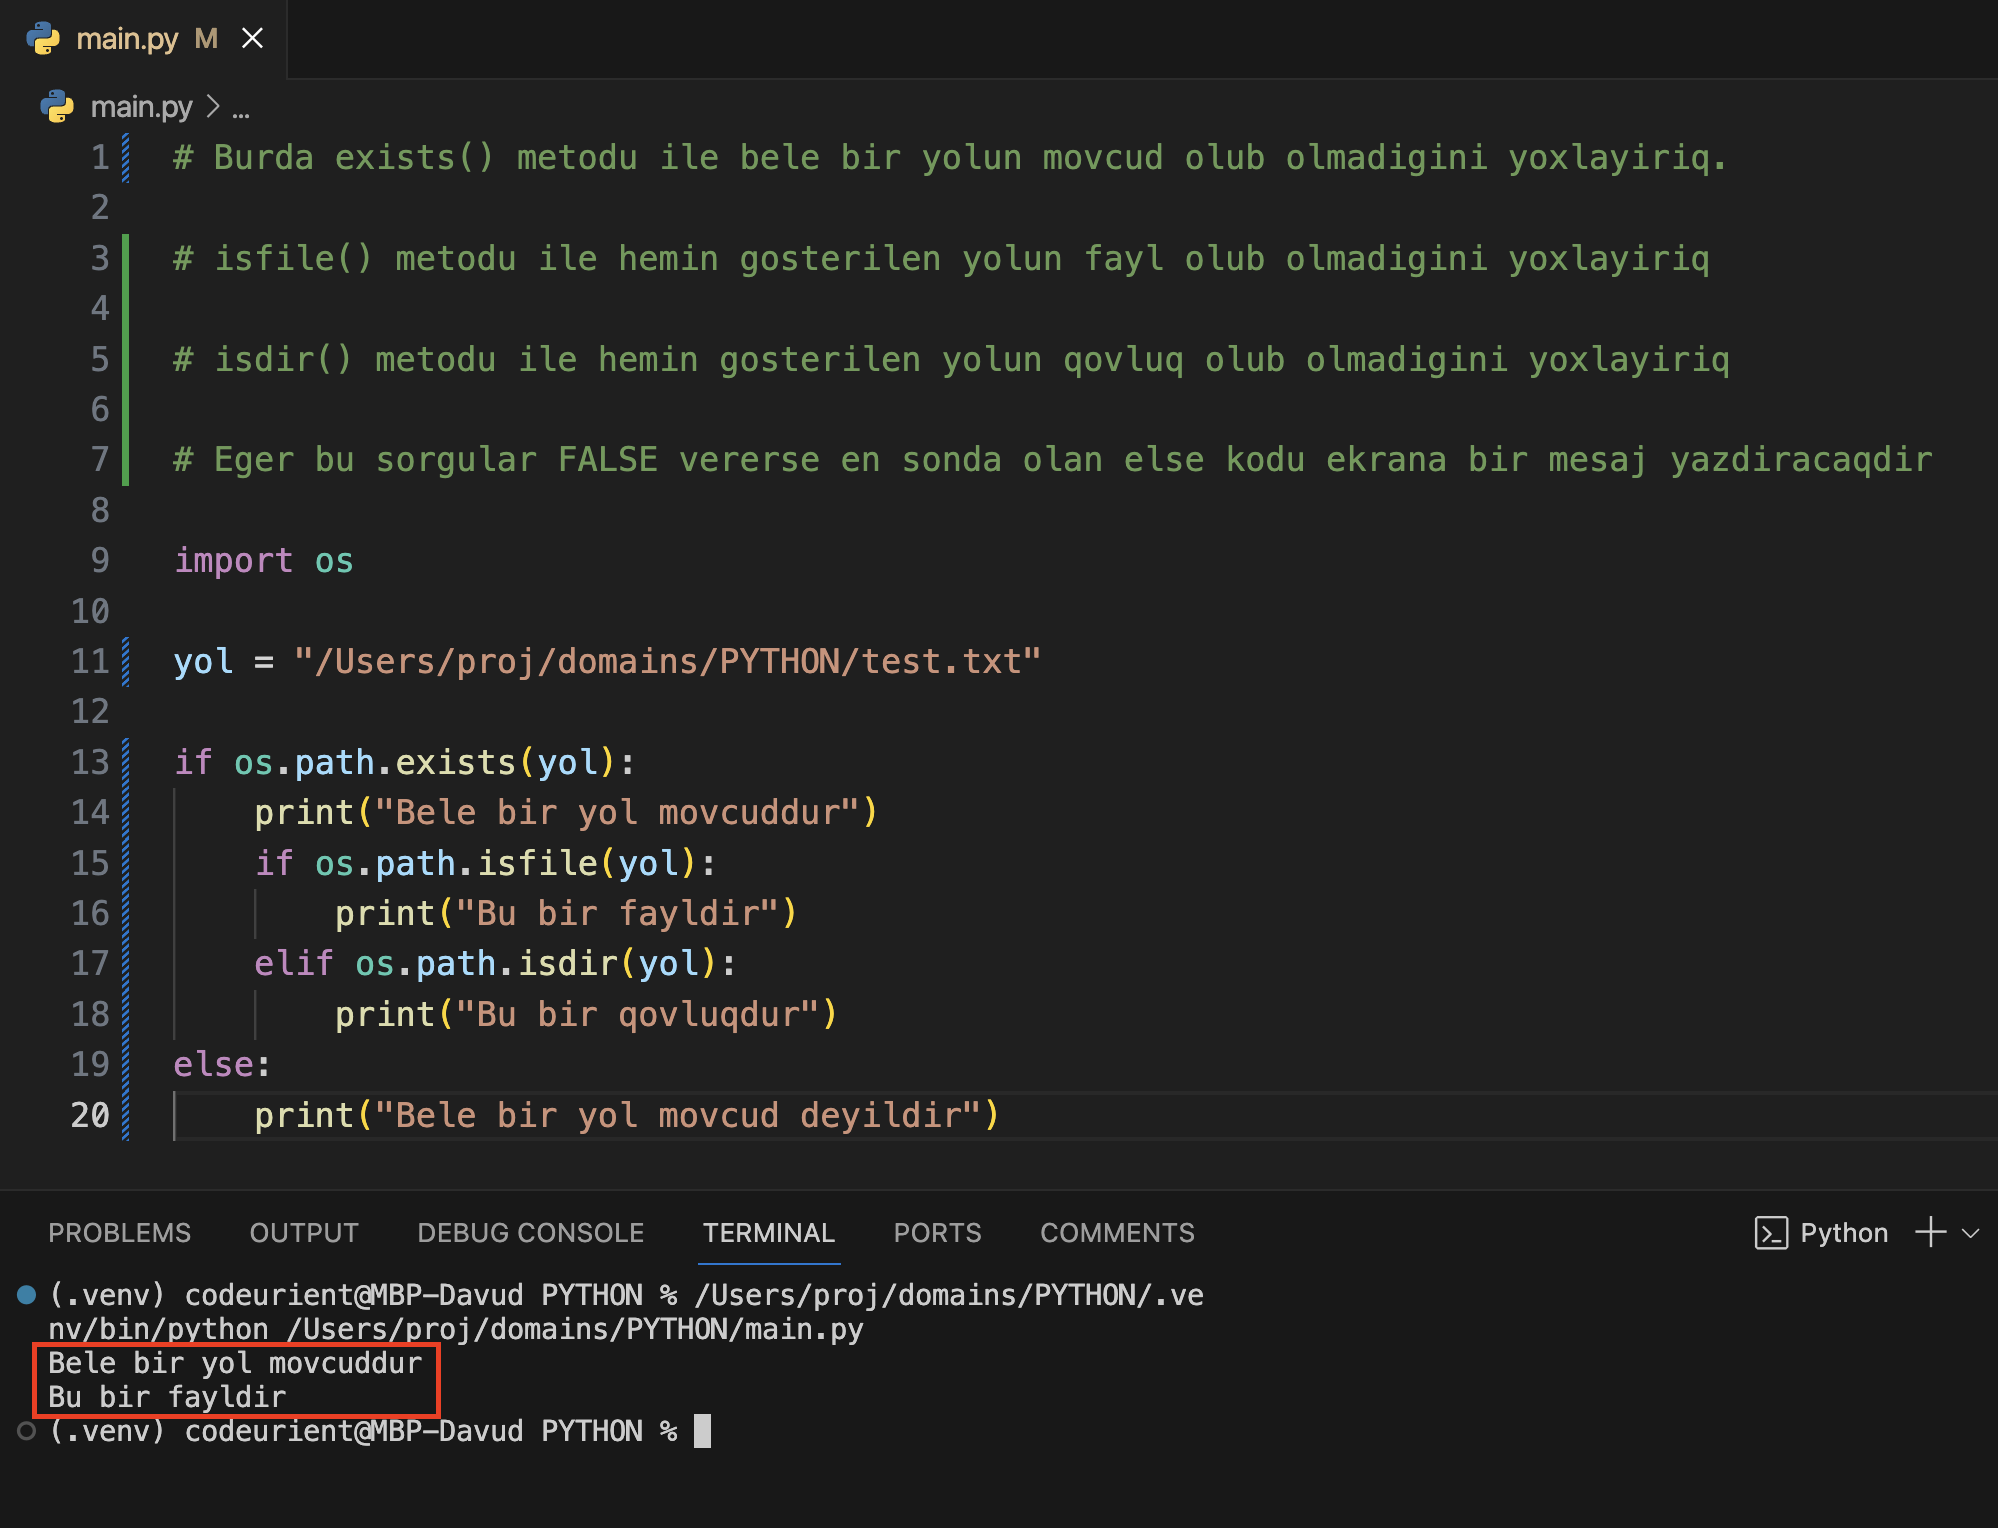 main.py M
main.py > ...
1 # Burda exists() metodu ile bele bir yolun movcud olub olmadigini yoxlayiriq.
2
3 # isfile() metodu ile hemin gosterilen yolun fayl olub olmadigini yoxlayiriq
4
5 # isdir() metodu ile hemin gosterilen yolun qovluq olub olmadigini yoxlayiriq
6
7 # Eger bu sorgular FALSE vererse en sonda olan else kodu ekrana bir mesaj yazdiracaqdir
8
9 import os
10
11 yol = "/Users/proj/domains/PYTHON/test.txt"
12
13 if os.path.exists(yol):
14     print("Bele bir yol movcuddur")
15     if os.path.isfile(yol):
16         print("Bu bir fayldir")
17     elif os.path.isdir(yol):
18         print("Bu bir qovluqdur")
19 else:
20     print("Bele bir yol movcud deyildir")
PROBLEMS OUTPUT DEBUG CONSOLE TERMINAL PORTS COMMENTS Python
(.venv) codeurient@MBP-Davud PYTHON % /Users/proj/domains/PYTHON/.ve
nv/bin/python /Users/proj/domains/PYTHON/main.py
Bele bir yol movcuddur
Bu bir fayldir
(.venv) codeurient@MBP-Davud PYTHON %